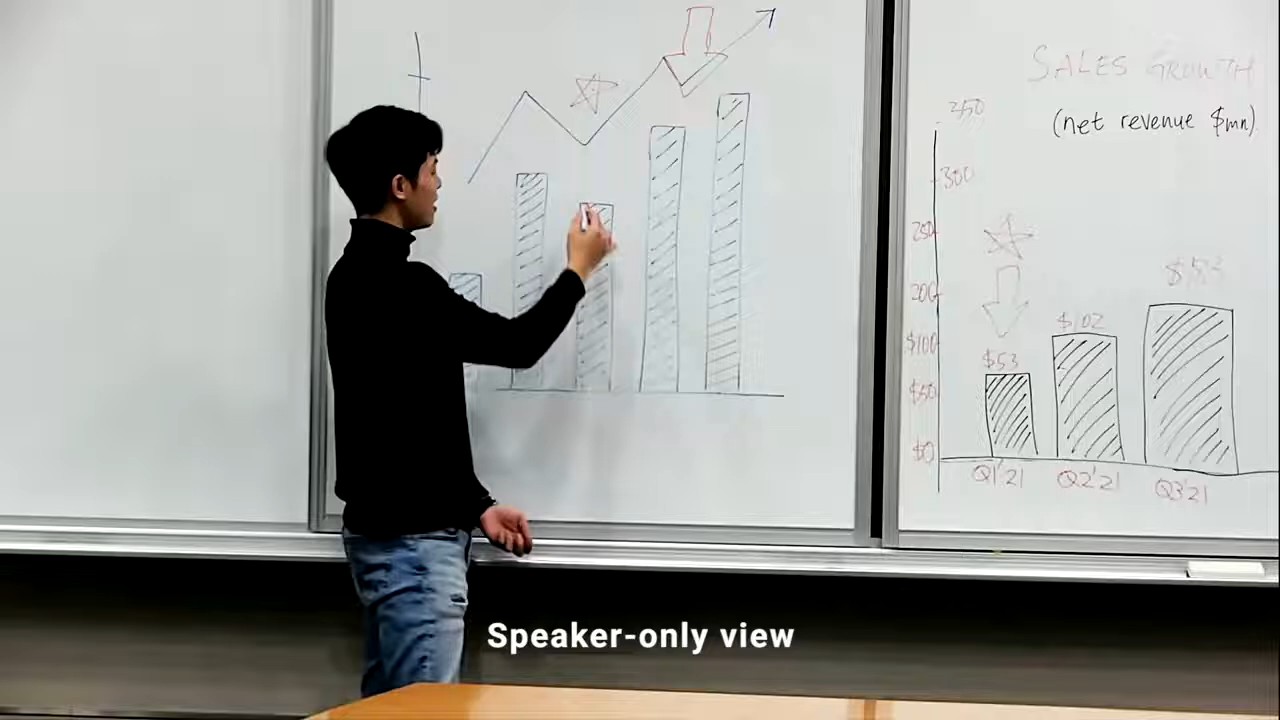 SALES GROWTH
(net revenue $mn)
300
250
200
$100
$50
$0
$53
$102
Q1'21
Q2'21
Q3'21
Speaker-only view